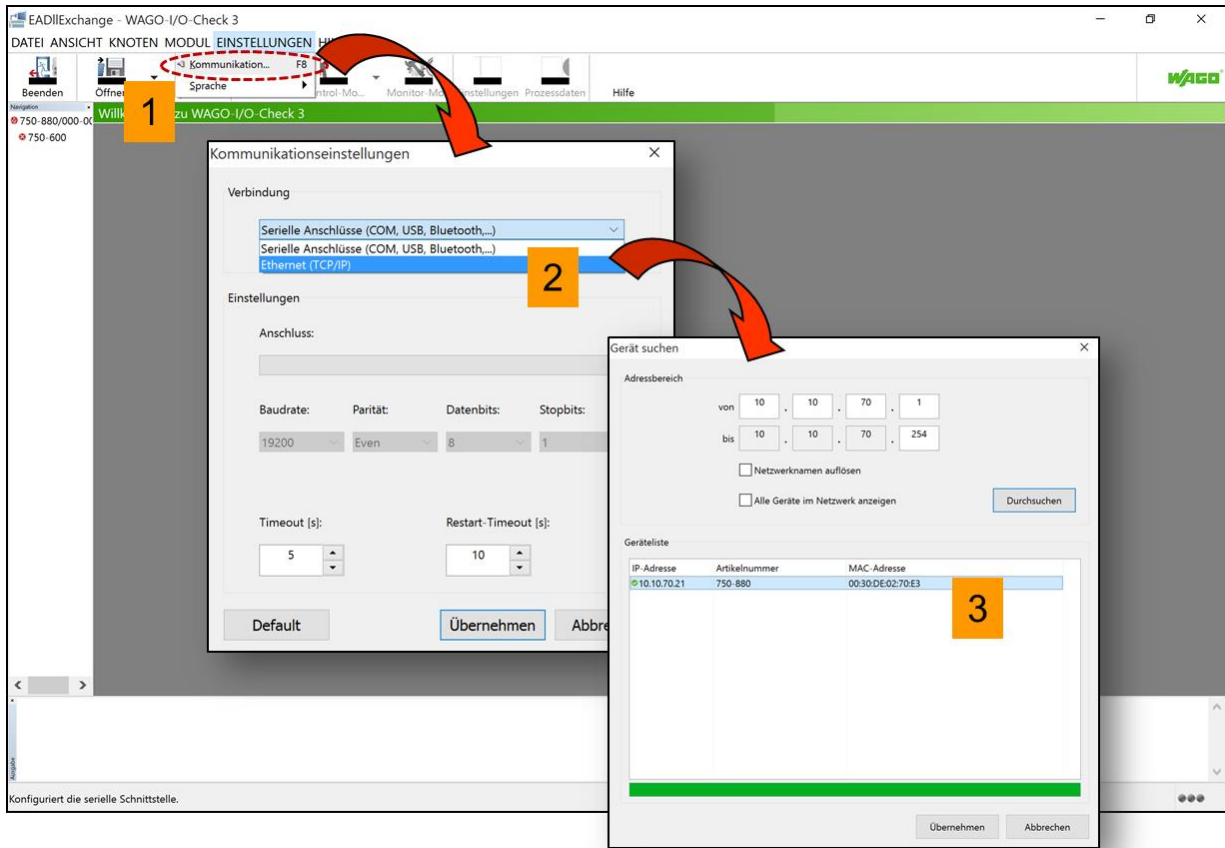 EADllExchange - WAGO-I/O-Check 3
DATEI ANSICHT KNOTEN MODUL EINSTELLUNGEN
Kommunikation... F8
Sprache
Beenden
Monitor-Mo
Prozessdaten
Hilfe
WAGO
Navigation
750-880/000-0
750-600
zu WAGO-I/O-Check 3
1
Kommunikationseinstellungen
Verbindung
Serielle Anschlüsse (COM, USB, Bluetooth,...)
Serielle Anschlüsse (COM, USB, Bluetooth,...)
Ethernet (TCP/IP)
2
Einstellungen
Anschluss:
Baudrate: Parität: Datenbits: Stopbits:
19200 Even 8 1
Timeout [s]: Restart-Timeout [s]:
5 10
Default Übernehmen Abbre
Gerät suchen
Adressbereich
von 10 . 10 . 70 . 1
bis 10 . 10 . 70 . 254
Netzwerknamen auflösen
Alle Geräte im Netzwerk anzeigen
Durchsuchen
Geräteliste
IP-Adresse Artikelnummer MAC-Adresse
10.10.70.21 750-880 00:30:DE:02:70:E3
3
Übernehmen Abbrechen
Ausgabe
Konfiguriert die serielle Schnittstelle.